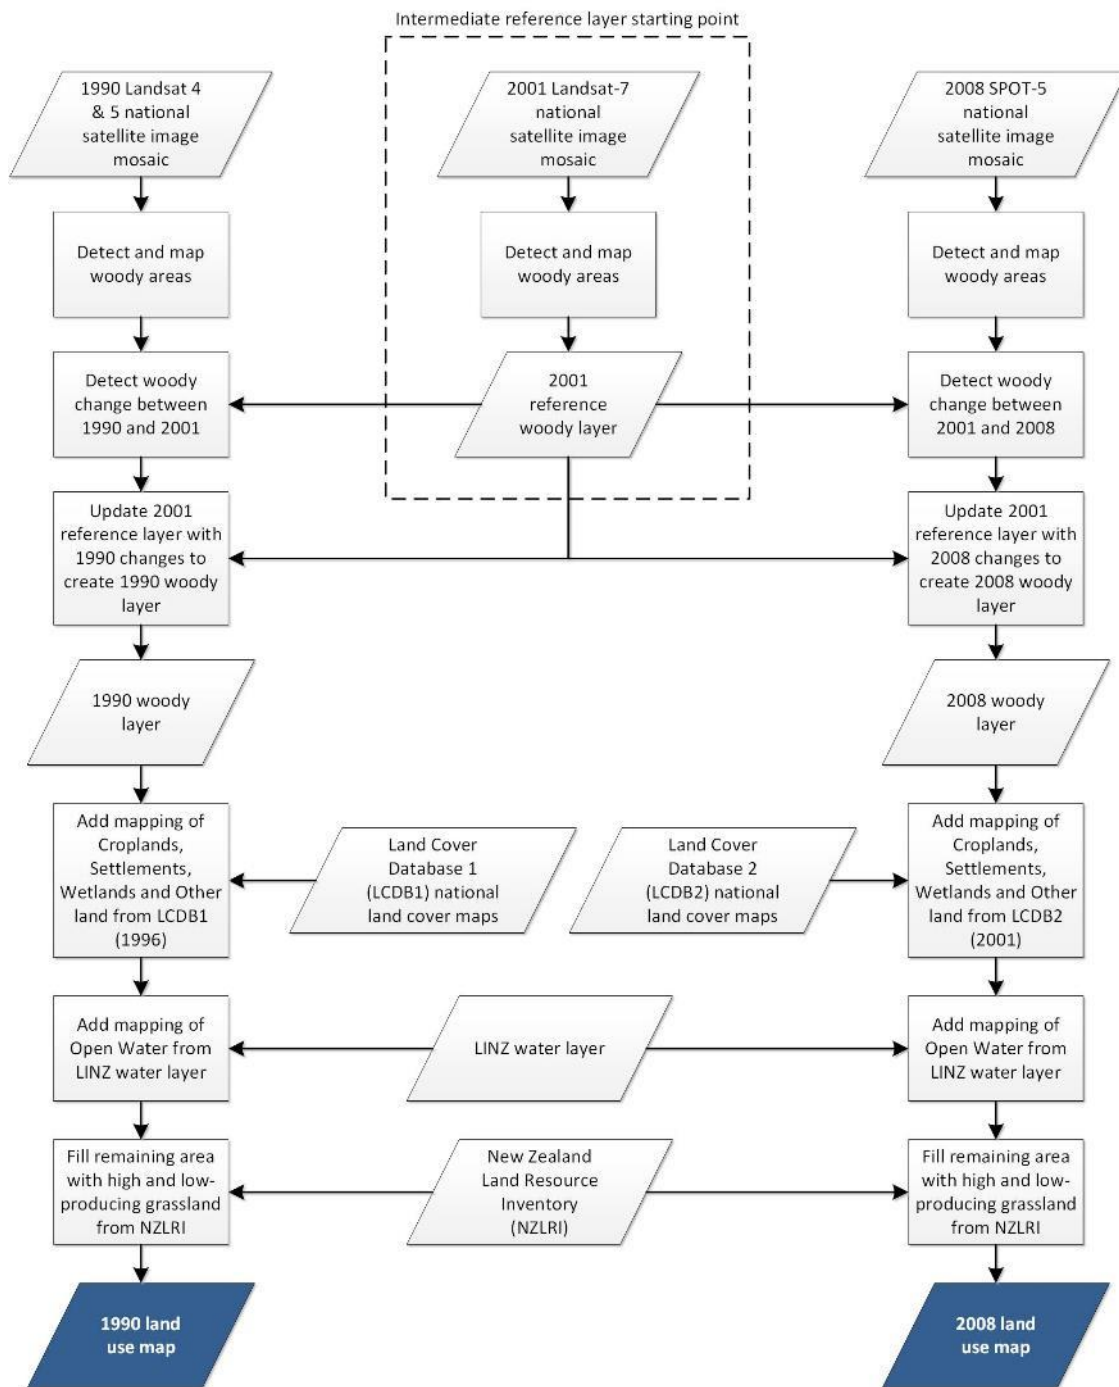 Intermediate reference layer starting point
1990 Landsat 4
& 5 national
satellite image
mosaic
2001 Landsat-7
national
satellite image
mosaic
2008 SPOT-5
national
satellite image
mosaic
Detect and map
woody areas
Detect and map
woody areas
Detect and map
woody areas
Detect woody
change between
1990 and 2001
2001
reference
woody layer
Detect woody
change between
2001 and 2008
Update 2001
reference layer with
1990 changes to
create 1990 woody
layer
Update 2001
reference layer with
2008 changes to
create 2008 woody
layer
1990 woody
layer
2008 woody
layer
Add mapping of
Croplands,
Settlements,
Wetlands and Other
land from LCDB1
(1996)
Land Cover
Database 1
(LCDB1) national
land cover maps
Land Cover
Database 2
(LCDB2) national
land cover maps
Add mapping of
Croplands,
Settlements,
Wetlands and Other
land from LCDB2
(2001)
Add mapping of
Open Water from
LINZ water layer
LINZ water layer
Add mapping of
Open Water from
LINZ water layer
Fill remaining area
with high and low-
producing grassland
from NZLRI
New Zealand
Land Resource
Inventory
(NZLRI)
Fill remaining area
with high and low-
producing grassland
from NZLRI
1990 land
use map
2008 land
use map